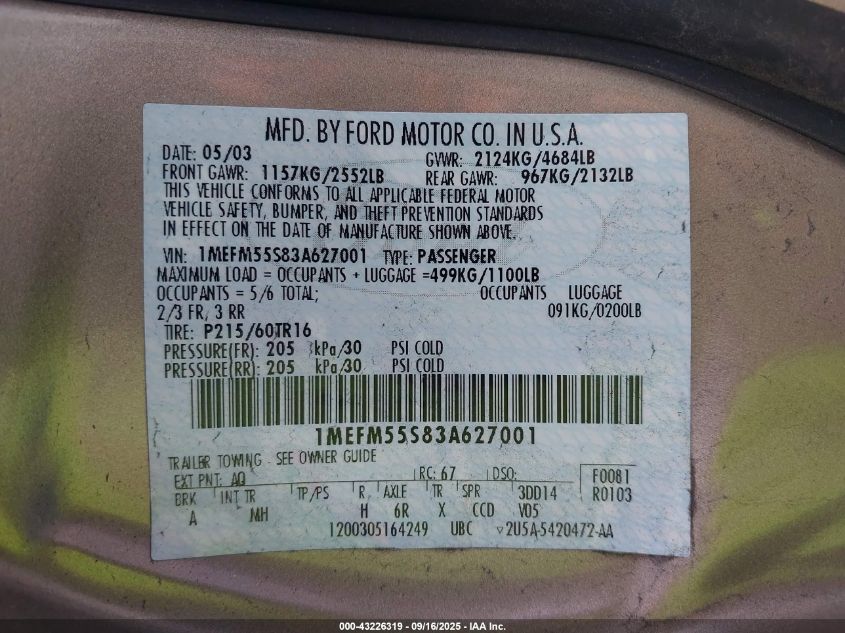 MFD. BY FORD MOTOR CO. IN U.S.A.
DATE: 05/03 GVWR: 2124KG/4684LB
FRONT GAWR: 1157KG/2552LB REAR GAWR: 967KG/2132LB
THIS VEHICLE CONFORMS TO ALL APPLICABLE FEDERAL MOTOR
VEHICLE SAFETY, BUMPER, AND THEFT PREVENTION STANDARDS
IN EFFECT ON THE DATE OF MANUFACTURE SHOWN ABOVE.
VIN: 1MEFM55S83A627001 TYPE: PASSENGER
MAXIMUM LOAD = OCCUPANTS + LUGGAGE =499KG/1100LB
OCCUPANTS = 5/6 TOTAL; OCCUPANTS LUGGAGE
2/3 FR, 3 RR 091KG/0200LB
TIRE: P215/60TR16
PRESSURE(FR): 205 kPa/30 PSI COLD
PRESSURE(RR): 205 kPa/30 PSI COLD
1MEFM55S83A627001
TRAILER TOWING - SEE OWNER GUIDE
EXT PNT: AQ RC: 67 DSO: F0081
BRK INT TR TP/PS R AXLE TR SPR 3DD14 R0103
A MH H 6R X CCD V05
1200305164249 UBC 2U5A-5420472-AA
000-43226319 - 09/16/2025 - IAA Inc.